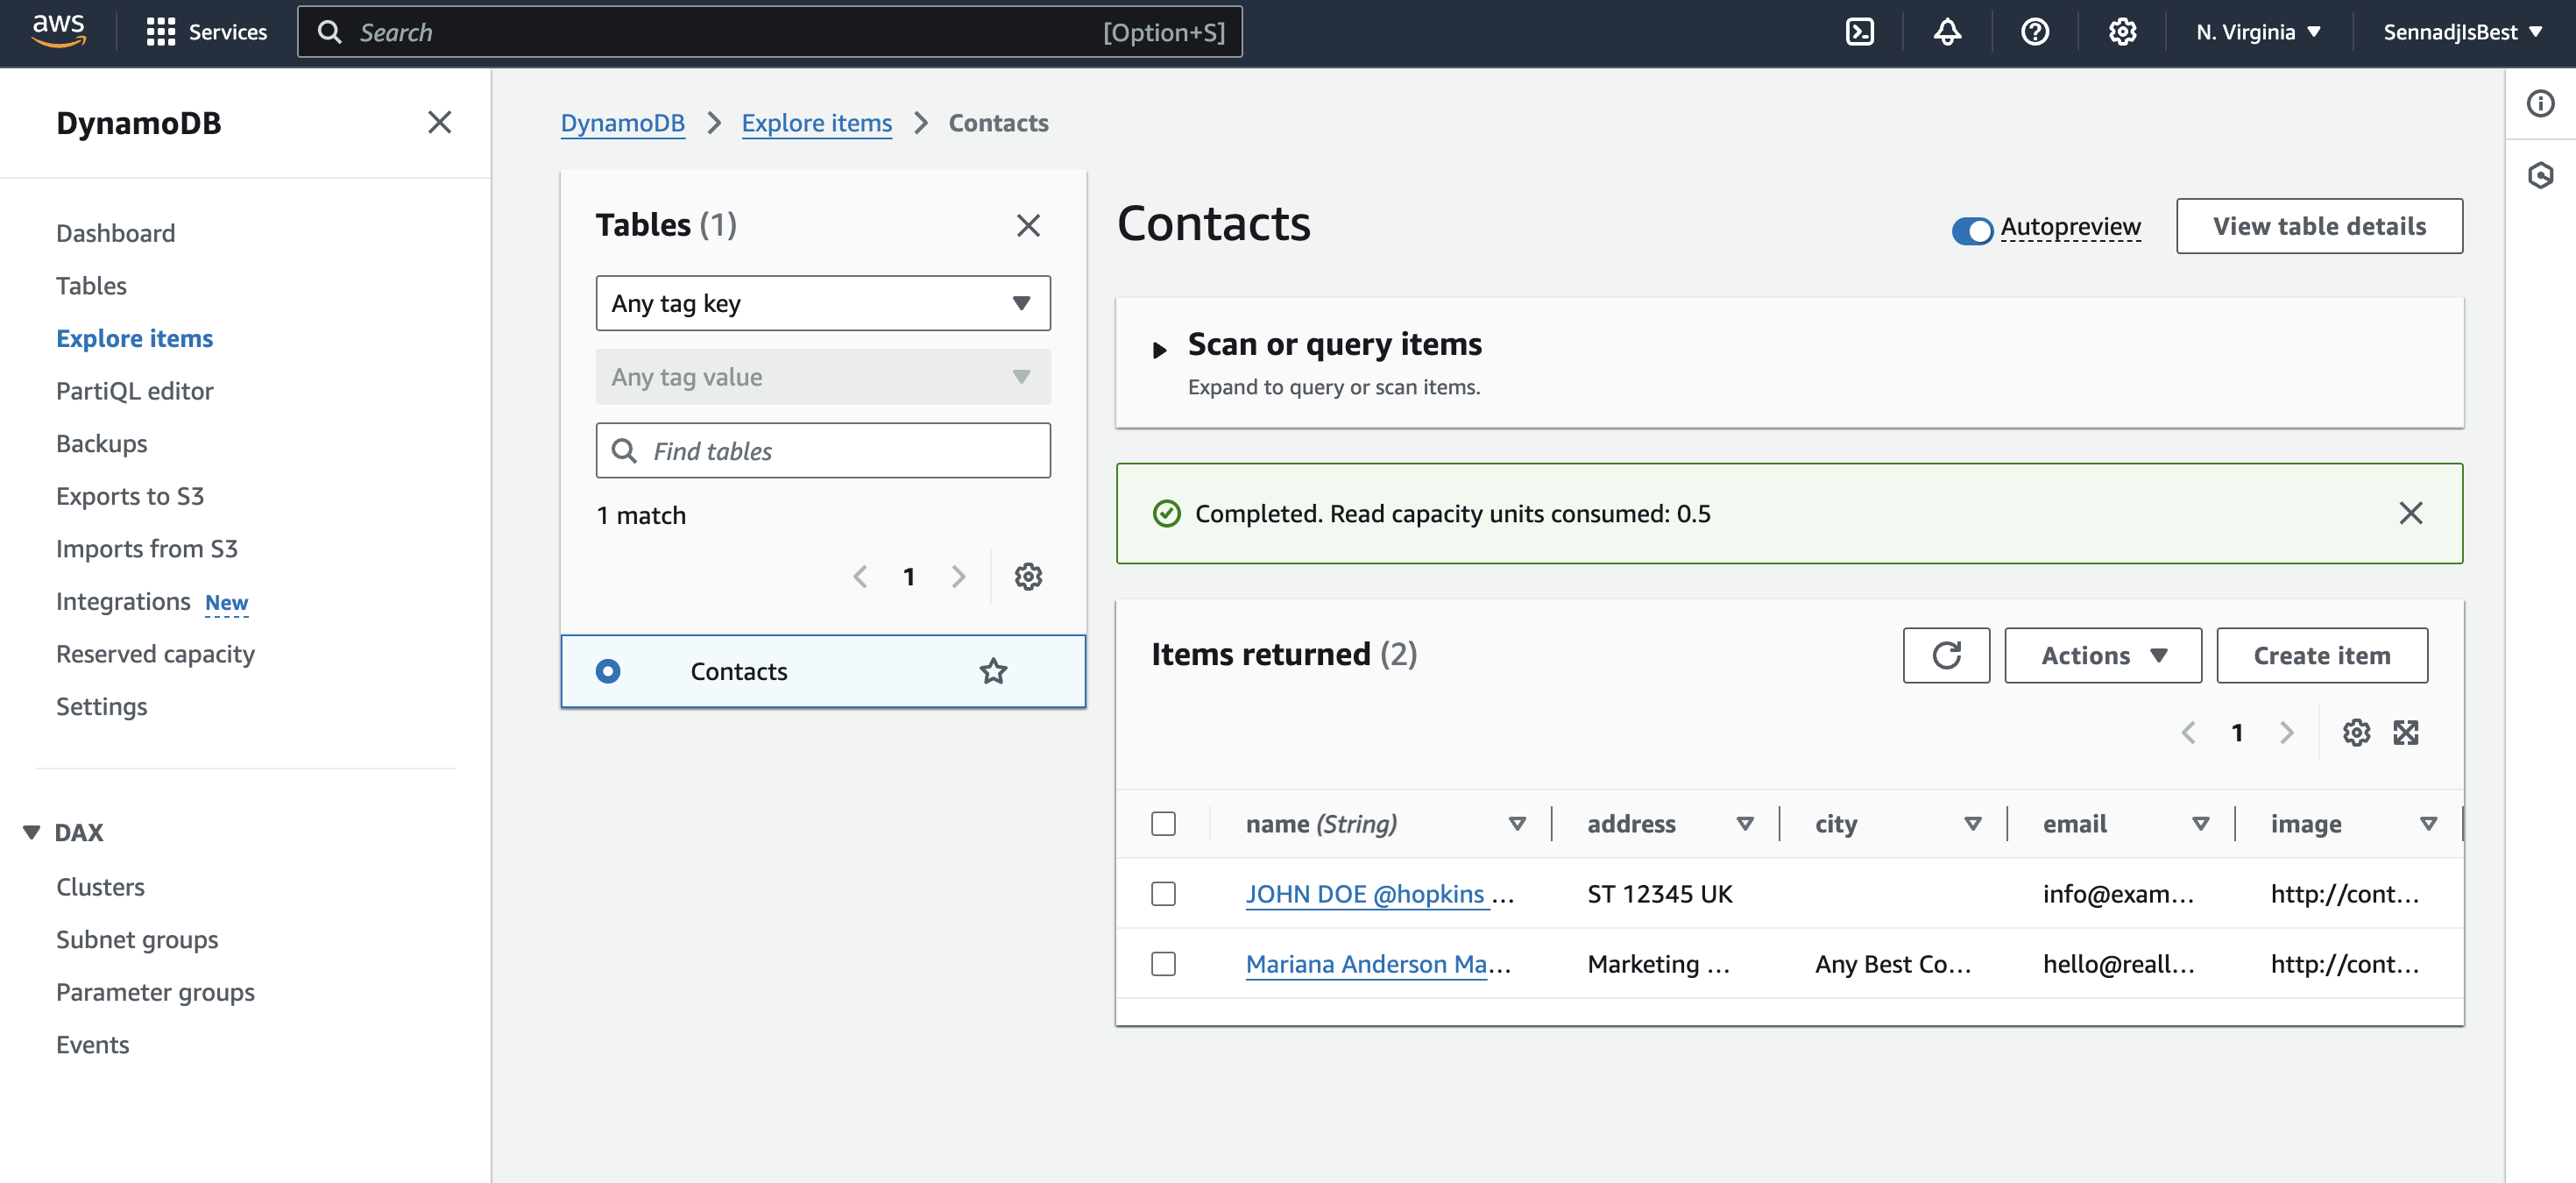 aws
Services
Search
[Option+S]
N. Virginia
SennadjIsBest
DynamoDB
Dashboard
Tables
Explore items
PartiQL editor
Backups
Exports to S3
Imports from S3
Integrations New
Reserved capacity
Settings
DAX
Clusters
Subnet groups
Parameter groups
Events
DynamoDB
Explore items
Contacts
Tables (1)
Any tag key
Any tag value
Find tables
1 match
1
Contacts
Contacts
Autopreview
View table details
Scan or query items
Expand to query or scan items.
Completed. Read capacity units consumed: 0.5
Items returned (2)
Actions
Create item
1
name (String) address city email image
JOHN DOE @hopkins ... ST 12345 UK info@exam... http://cont...
Mariana Anderson Ma... Marketing ... Any Best Co... hello@reall... http://cont...